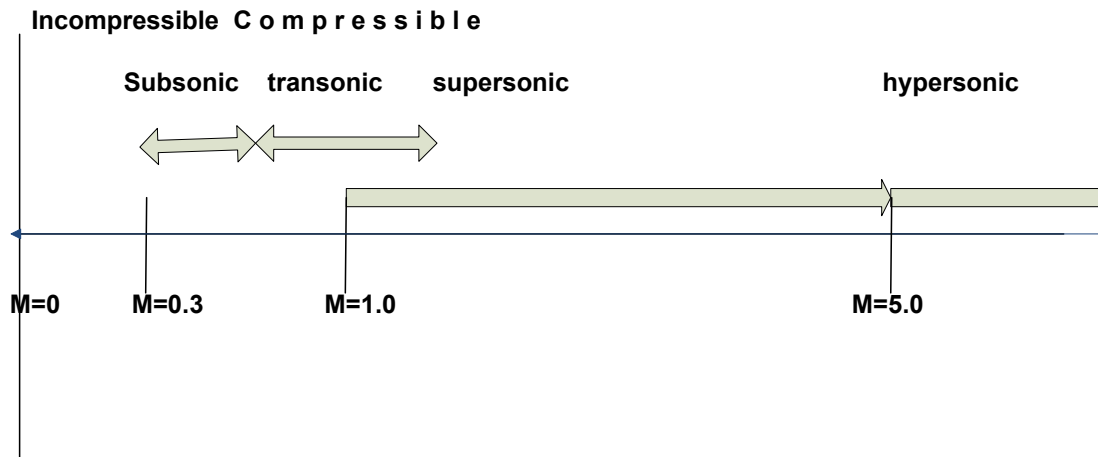 Incompressible C o m p r e s s i b l e
Subsonic transonic supersonic hypersonic
M=0 M=0.3 M=1.0 M=5.0